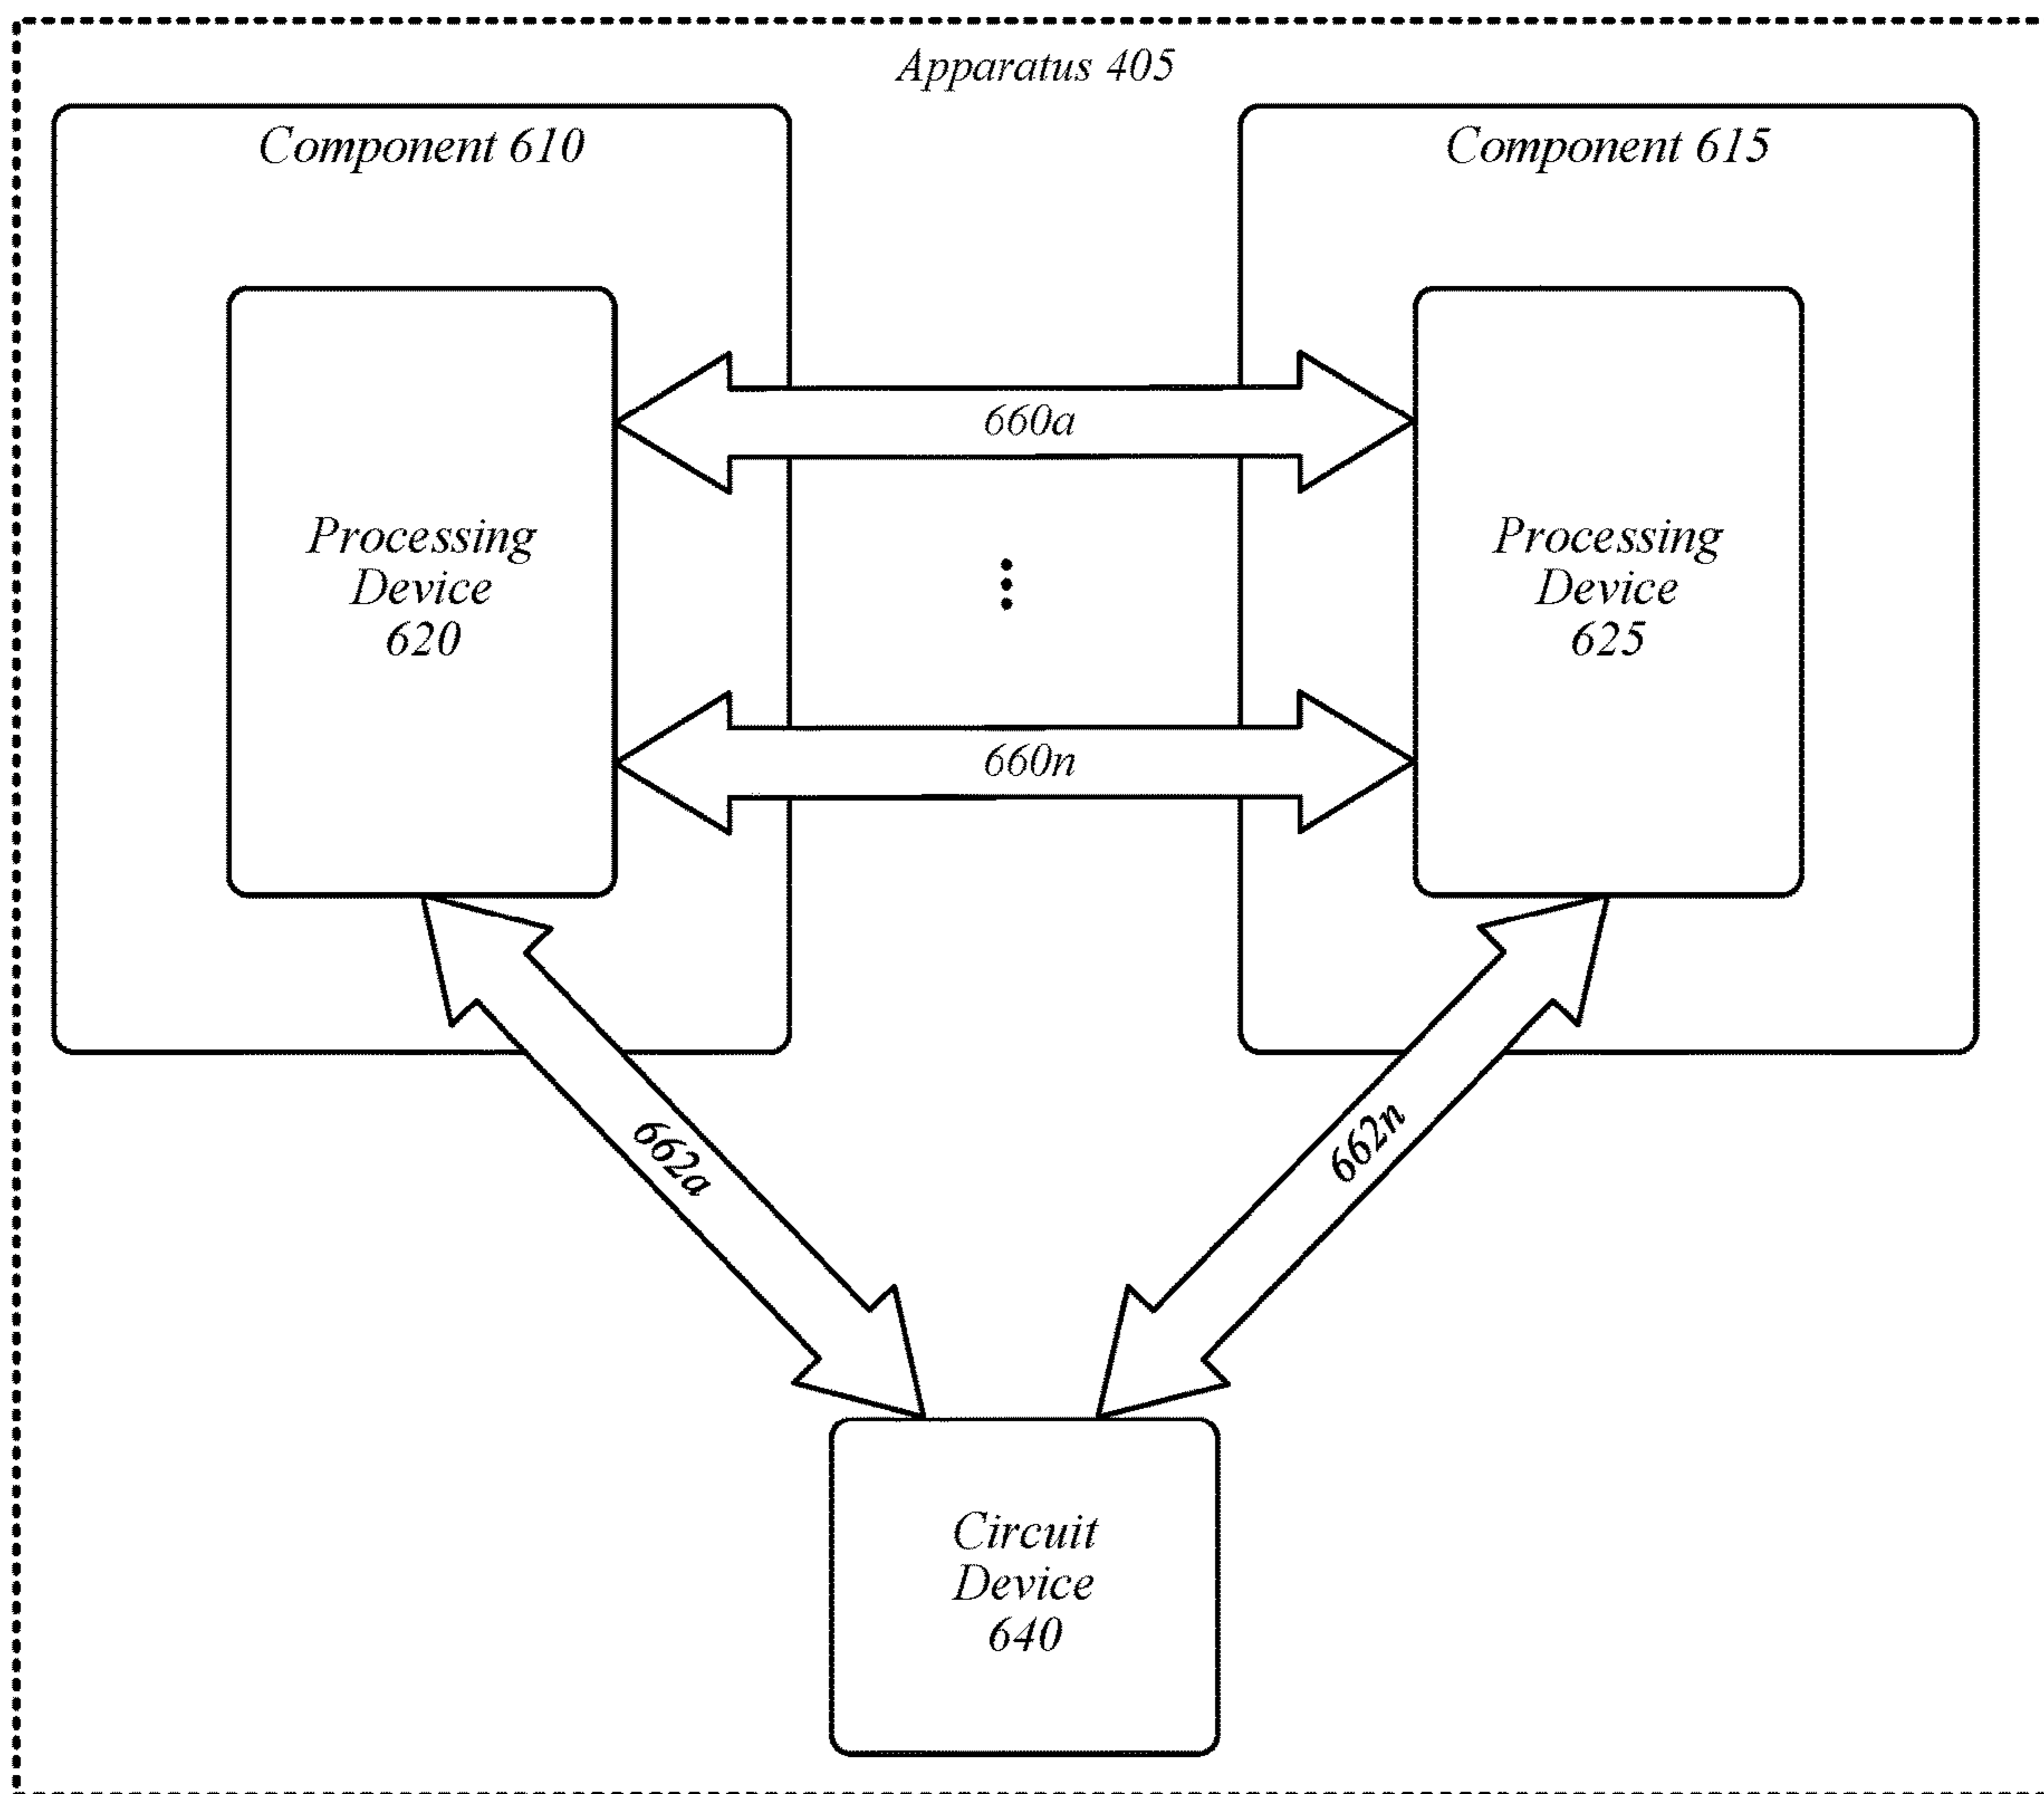 Apparatus 405
Component 610
Component 615
660a
Processing
Device
620
Processing
Device
625
660n
662a
662n
Circuit
Device
640